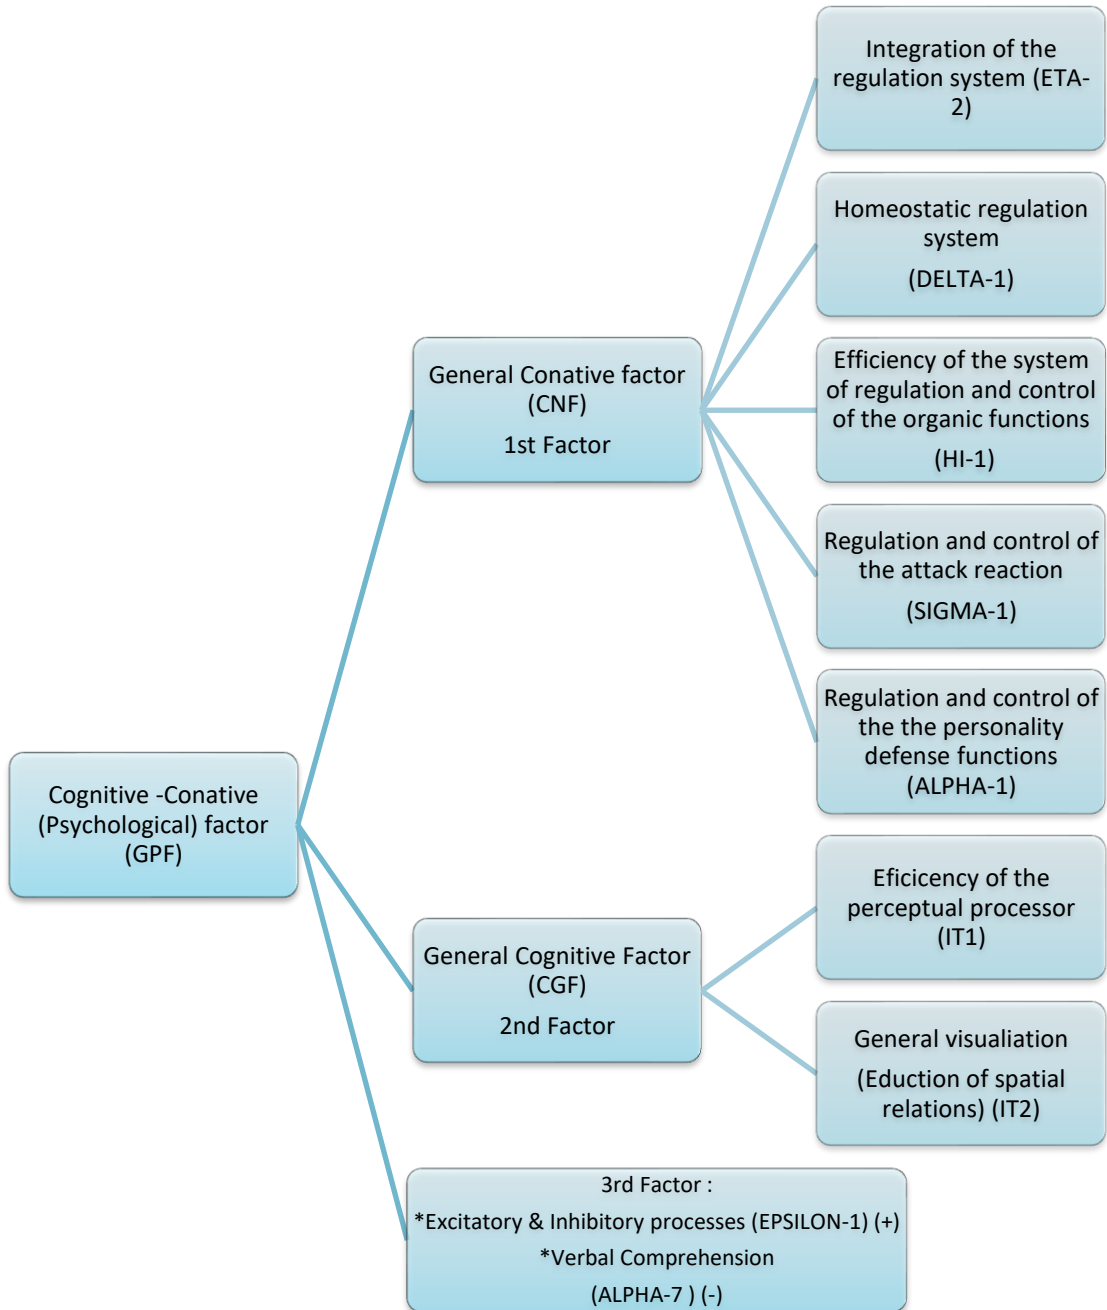 Integration of the
regulation system (ETA-
2)
Homeostatic regulation
system
(DELTA-1)
Efficiency of the system
of regulation and control
of the organic functions
(HI-1)
General Conative factor
(CNF)
1st Factor
Regulation and control of
the attack reaction
(SIGMA-1)
Regulation and control of
the the personality
defense functions
(ALPHA-1)
Cognitive -Conative
(Psychological) factor
(GPF)
Eficicency of the
perceptual processor
(IT1)
General Cognitive Factor
(CGF)
2nd Factor
General visualiation
(Eduction of spatial
relations) (IT2)
3rd Factor :
*Excitatory & Inhibitory processes (EPSILON-1) (+)
*Verbal Comprehension
(ALPHA-7 ) (-)